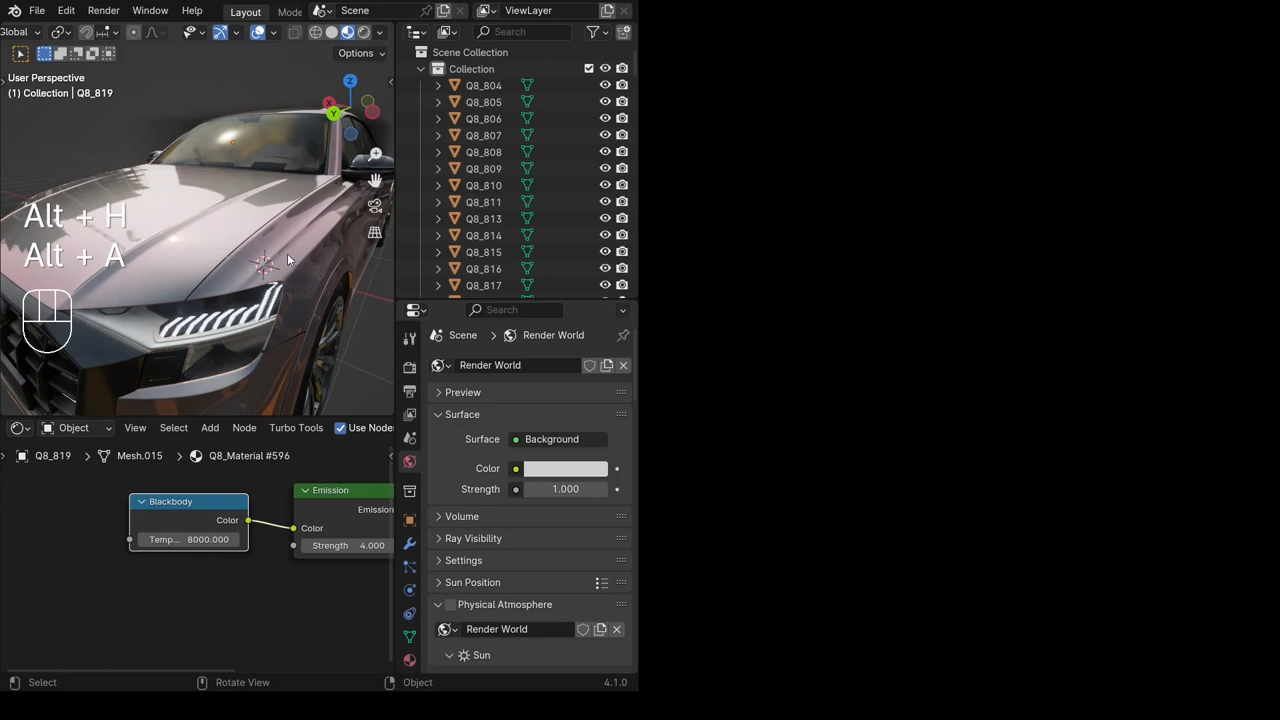 File Edit Render Window Help Layout Mode Scene ViewLayer
Global
Options
User Perspective
(1) Collection | Q8_819
Z
X
Y
Alt + H
Alt + A
Object View Select Add Node Turbo Tools Use Nodes
Q8_819 Mesh.015 Q8_Material #596
Blackbody
Color
Temp... 8000.000
Emission
Emission
Color
Strength 4.000
Search
Scene Collection
Collection
Q8_804
Q8_805
Q8_806
Q8_807
Q8_808
Q8_809
Q8_810
Q8_811
Q8_813
Q8_814
Q8_815
Q8_816
Q8_817
Search
Scene Render World
Render World
Preview
Surface
Surface Background
Color
Strength 1.000
Volume
Ray Visibility
Settings
Sun Position
Physical Atmosphere
Render World
Sun
Select Rotate View Object 4.1.0